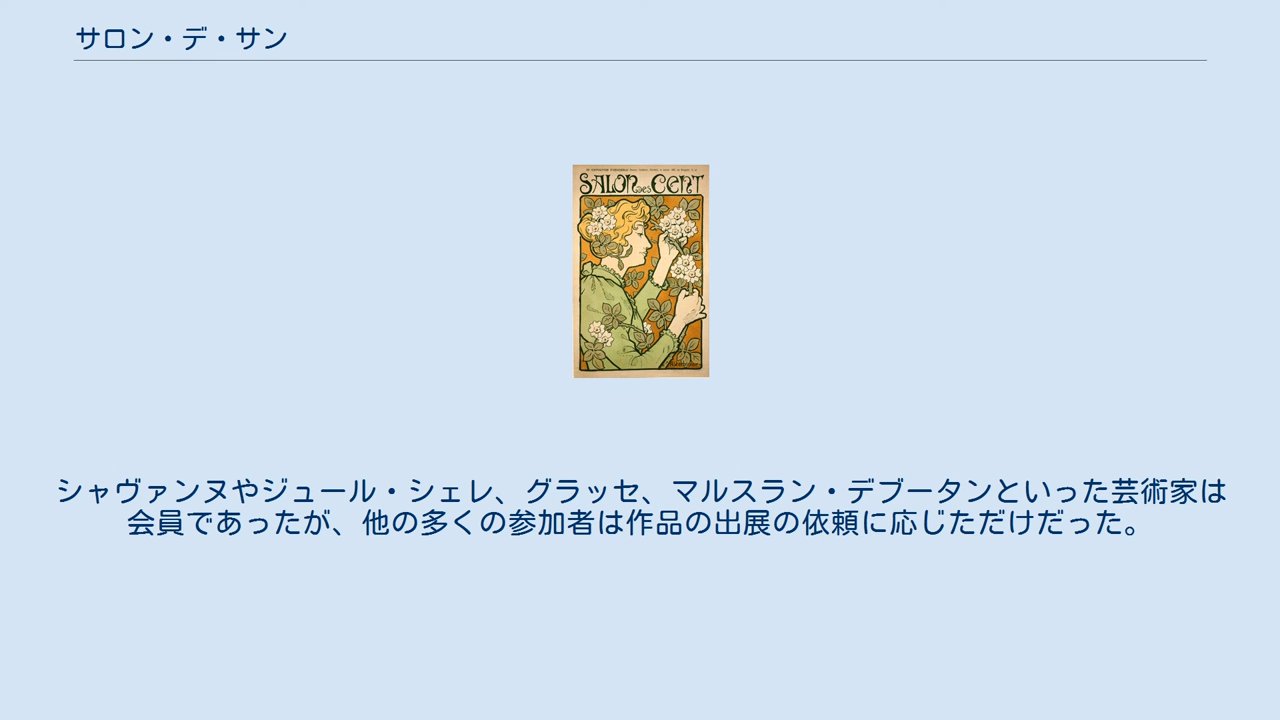 サロン・デ・サン
SALON DES CENT
シャヴァンヌやジュール・シェレ、グラッセ、マルスラン・デブータンといった芸術家は
会員であったが、他の多くの参加者は作品の出展の依頼に応じただけだった。